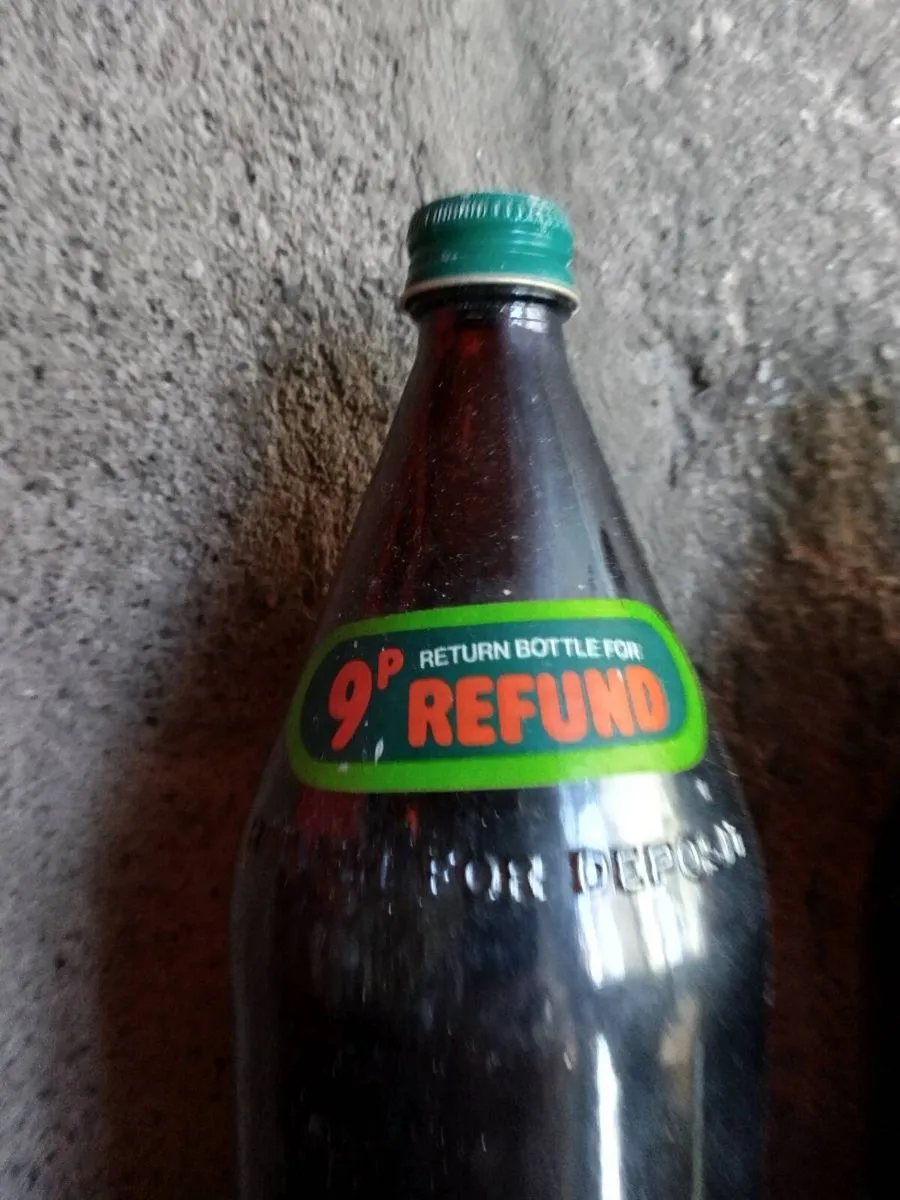 9P RETURN BOTTLE FOR
REFUND
FOR DEPOSIT